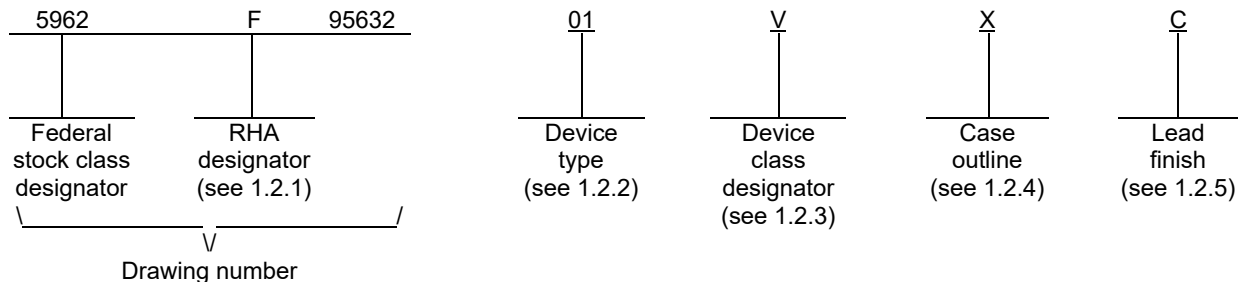 5962 F 95632 01 V X C
Federal stock class designator
RHA designator (see 1.2.1)
Device type (see 1.2.2)
Device class designator (see 1.2.3)
Case outline (see 1.2.4)
Lead finish (see 1.2.5)
Drawing number